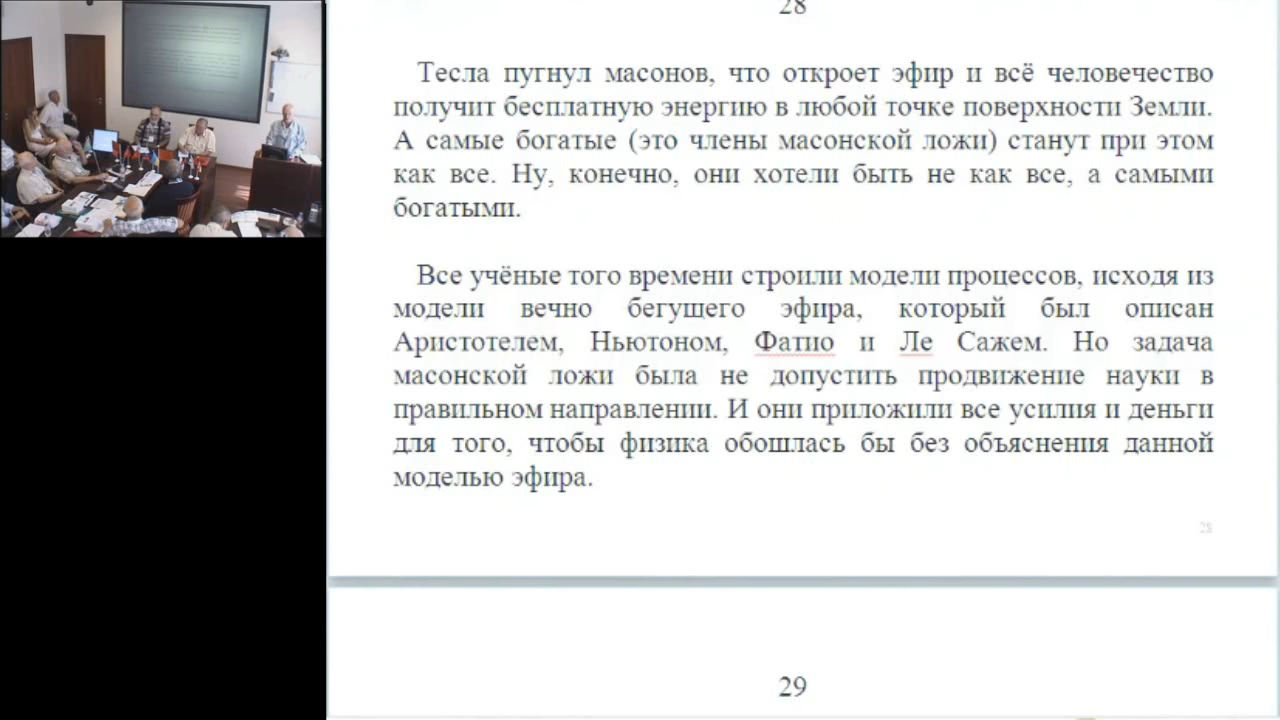 28
Тесла пугнул масонов, что откроет эфир и всё человечество
получит бесплатную энергию в любой точке поверхности Земли.
А самые богатые (это члены масонской ложи) станут при этом
как все. Ну, конечно, они хотели быть не как все, а самыми
богатыми.
Все учёные того времени строили модели процессов, исходя из
модели вечно бегущего эфира, который был описан
Аристотелем, Ньютоном, Фатио и Ле Сажем. Но задача
масонской ложи была не допустить продвижение науки в
правильном направлении. И они приложили все усилия и деньги
для того, чтобы физика обошлась бы без объяснения данной
моделью эфира.
28
29